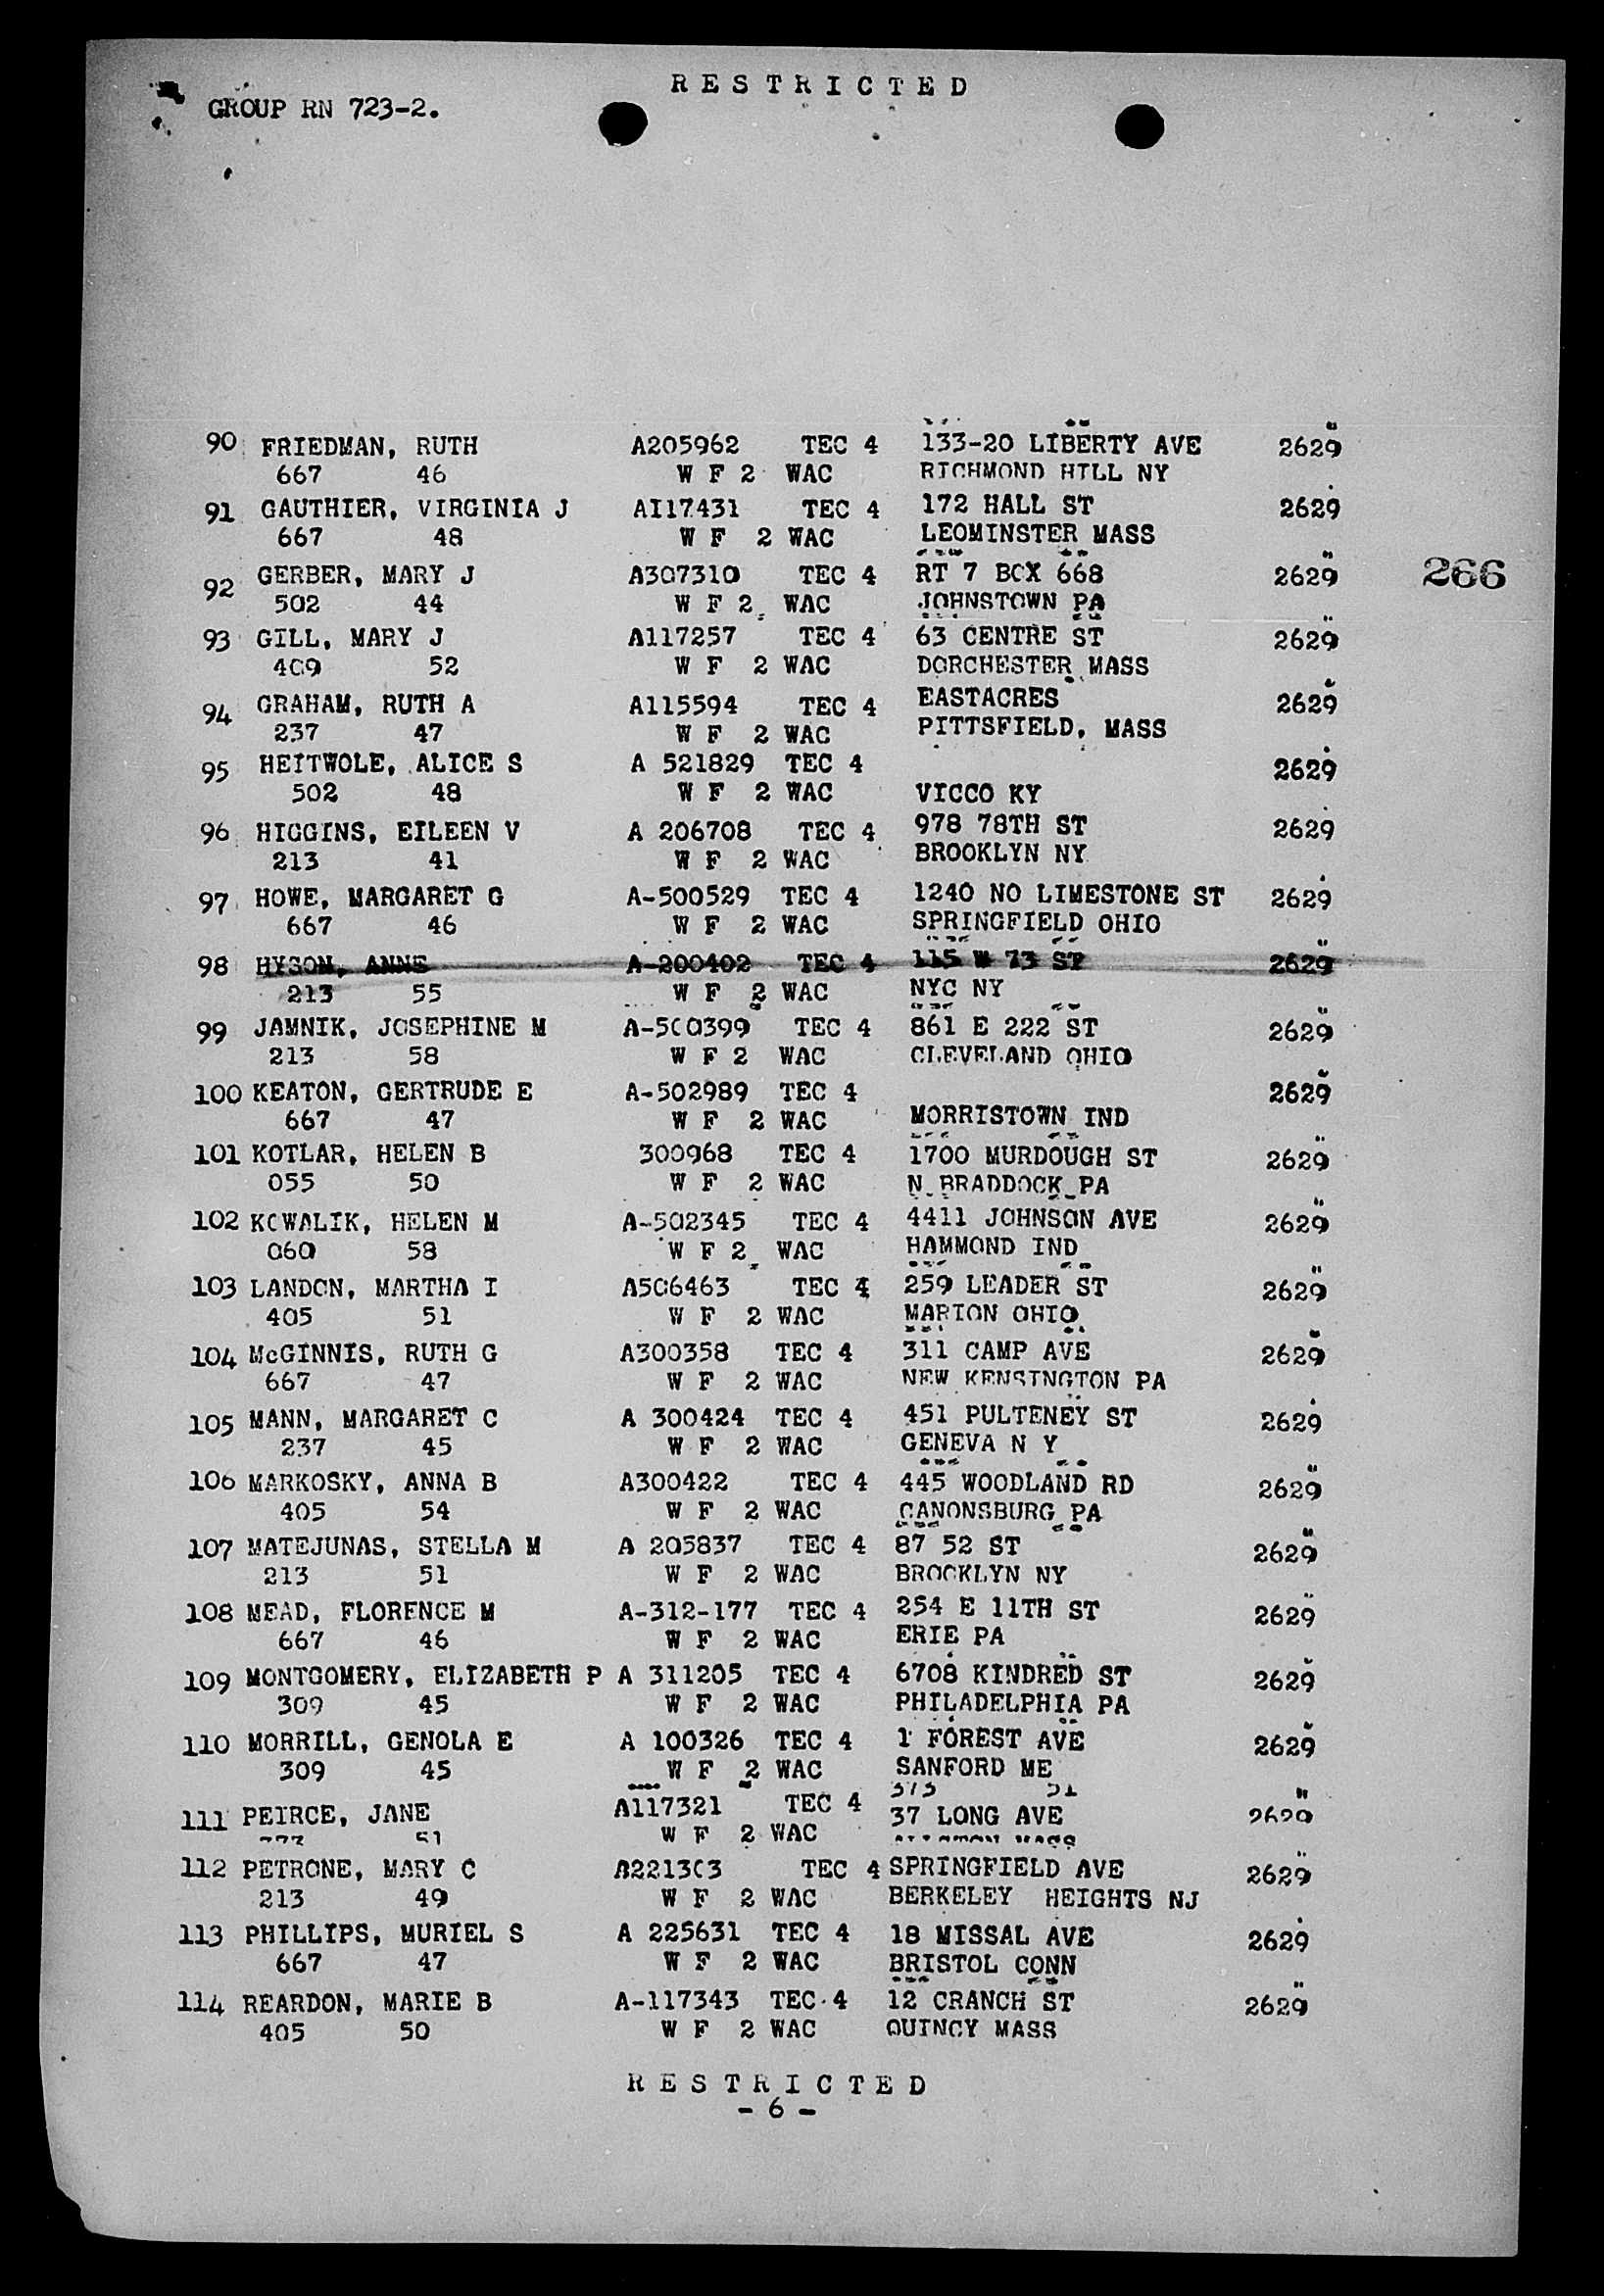 RESTRICTED
GROUP RN 723-2.
90 FRIEDMAN, RUTH A205962 TEC 4 133-20 LIBERTY AVE 2629
667 46 W F 2 WAC RICHMOND HILL NY
91 GAUTHIER, VIRGINIA J A117431 TEC 4 172 HALL ST 2629
667 48 W F 2 WAC LEOMINSTER MASS
92 GERBER, MARY J A307310 TEC 4 RT 7 BOX 668 2629 266
502 44 W F 2 WAC JOHNSTOWN PA
93 GILL, MARY J A117257 TEC 4 63 CENTRE ST 2629
409 52 W F 2 WAC DORCHESTER MASS
94 GRAHAM, RUTH A A115594 TEC 4 EASTACRES 2629
237 47 W F 2 WAC PITTSFIELD, MASS
95 HEITWOLE, ALICE S A 521829 TEC 4 2629
502 48 W F 2 WAC VICCO KY
96 HIGGINS, EILEEN V A 206708 TEC 4 978 78TH ST 2629
213 41 W F 2 WAC BROOKLYN NY
97 HOWE, MARGARET G A-500529 TEC 4 1240 NO LIMESTONE ST 2629
667 46 W F 2 WAC SPRINGFIELD OHIO
98 HYSON, ANNE A-200402 TEC 4 115 W 73 ST 2629
213 55 W F 2 WAC NYC NY
99 JAMNIK, JOSEPHINE M A-500399 TEC 4 861 E 222 ST 2629
213 58 W F 2 WAC CLEVELAND OHIO
100 KEATON, GERTRUDE E A-502989 TEC 4 2629
667 47 W F 2 WAC MORRISTOWN IND
101 KOTLAR, HELEN B 300968 TEC 4 1700 MURDOUGH ST 2629
055 50 W F 2 WAC N BRADDOCK PA
102 KOWALIK, HELEN M A-502345 TEC 4 4411 JOHNSON AVE 2629
060 58 W F 2 WAC HAMMOND IND
103 LANDON, MARTHA I A506463 TEC 4 259 LEADER ST 2629
405 51 W F 2 WAC MARION OHIO
104 McGINNIS, RUTH G A300358 TEC 4 311 CAMP AVE 2629
667 47 W F 2 WAC NEW KENSINGTON PA
105 MANN, MARGARET C A 300424 TEC 4 451 PULTENEY ST 2629
237 45 W F 2 WAC GENEVA N Y
106 MARKOSKY, ANNA B A300422 TEC 4 445 WOODLAND RD 2629
405 54 W F 2 WAC CANONSBURG PA
107 MATEJUNAS, STELLA M A 205837 TEC 4 87 52 ST 2629
213 51 W F 2 WAC BROOKLYN NY
108 MEAD, FLORENCE M A-312-177 TEC 4 254 E 11TH ST 2629
667 46 W F 2 WAC ERIE PA
109 MONTGOMERY, ELIZABETH P A 311205 TEC 4 6708 KINDRED ST 2629
309 45 W F 2 WAC PHILADELPHIA PA
110 MORRILL, GENOLA E A 100326 TEC 4 1 FOREST AVE 2629
309 45 W F 2 WAC SANFORD ME
111 PEIRCE, JANE A117321 TEC 4 37 LONG AVE 2629
51 W F 2 WAC
112 PETRONE, MARY C A221303 TEC 4 SPRINGFIELD AVE 2629
213 49 W F 2 WAC BERKELEY HEIGHTS NJ
113 PHILLIPS, MURIEL S A 225631 TEC 4 18 MISSAL AVE 2629
667 47 W F 2 WAC BRISTOL CONN
114 REARDON, MARIE B A-117343 TEC 4 12 CRANCH ST 2629
405 50 W F 2 WAC QUINCY MASS
RESTRICTED
- 6 -